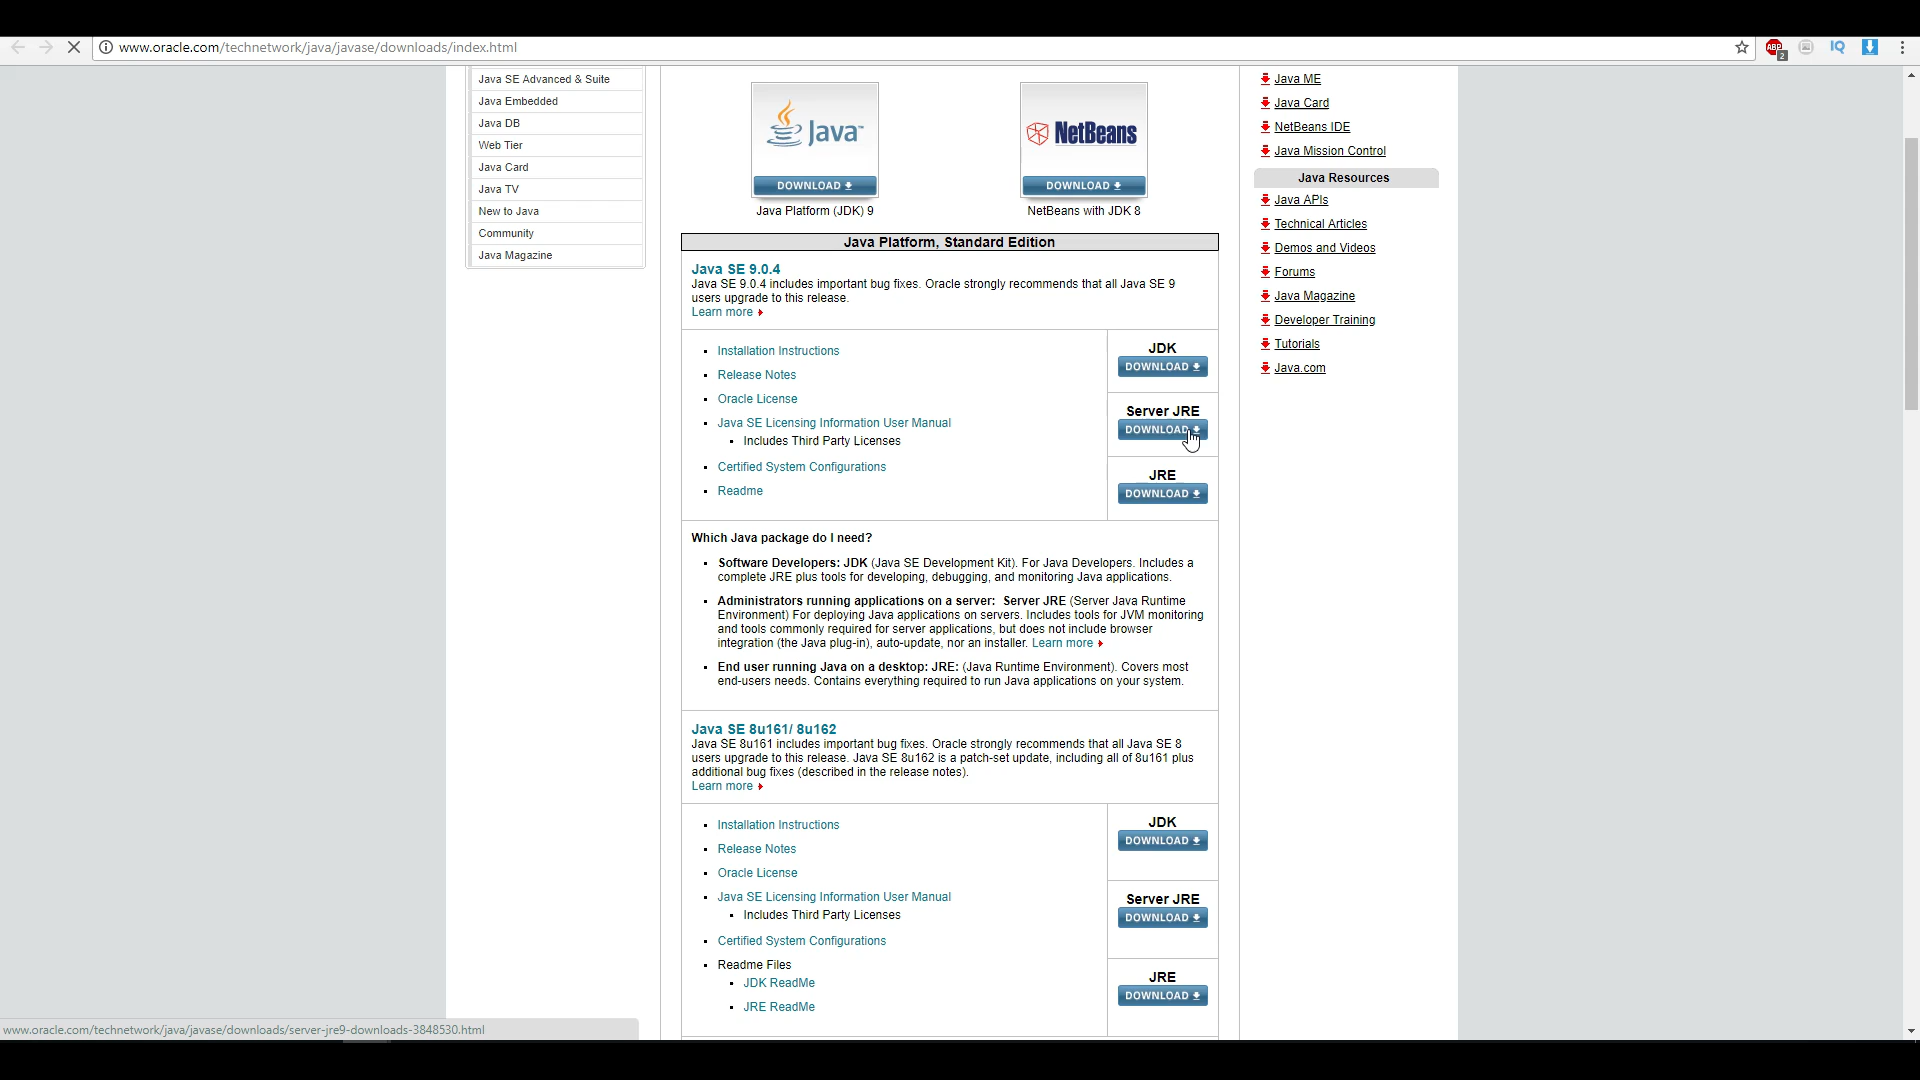 www.oracle.com/technetwork/java/javase/downloads/index.html
ABP
2
IQ
Java SE Advanced & Suite
Java Embedded
Java DB
Web Tier
Java Card
Java TV
New to Java
Community
Java Magazine
Java™
DOWNLOAD
Java Platform (JDK) 9
NetBeans
DOWNLOAD
NetBeans with JDK 8
Java Platform, Standard Edition
Java SE 9.0.4
Java SE 9.0.4 includes important bug fixes. Oracle strongly recommends that all Java SE 9
users upgrade to this release.
Learn more
Installation Instructions
Release Notes
Oracle License
Java SE Licensing Information User Manual
Includes Third Party Licenses
Certified System Configurations
Readme
JDK
DOWNLOAD
Server JRE
DOWNLOAD
JRE
DOWNLOAD
Which Java package do I need?
Software Developers: JDK (Java SE Development Kit). For Java Developers. Includes a
complete JRE plus tools for developing, debugging, and monitoring Java applications.
Administrators running applications on a server: Server JRE (Server Java Runtime
Environment) For deploying Java applications on servers. Includes tools for JVM monitoring
and tools commonly required for server applications, but does not include browser
integration (the Java plug-in), auto-update, nor an installer. Learn more
End user running Java on a desktop: JRE: (Java Runtime Environment). Covers most
end-users needs. Contains everything required to run Java applications on your system.
Java SE 8u161/ 8u162
Java SE 8u161 includes important bug fixes. Oracle strongly recommends that all Java SE 8
users upgrade to this release. Java SE 8u162 is a patch-set update, including all of 8u161 plus
additional bug fixes (described in the release notes).
Learn more
Installation Instructions
Release Notes
Oracle License
Java SE Licensing Information User Manual
Includes Third Party Licenses
Certified System Configurations
Readme Files
JDK ReadMe
JRE ReadMe
JDK
DOWNLOAD
Server JRE
DOWNLOAD
JRE
DOWNLOAD
Java ME
Java Card
NetBeans IDE
Java Mission Control
Java Resources
Java APIs
Technical Articles
Demos and Videos
Forums
Java Magazine
Developer Training
Tutorials
Java.com
www.oracle.com/technetwork/java/javase/downloads/server-jre9-downloads-3848530.html